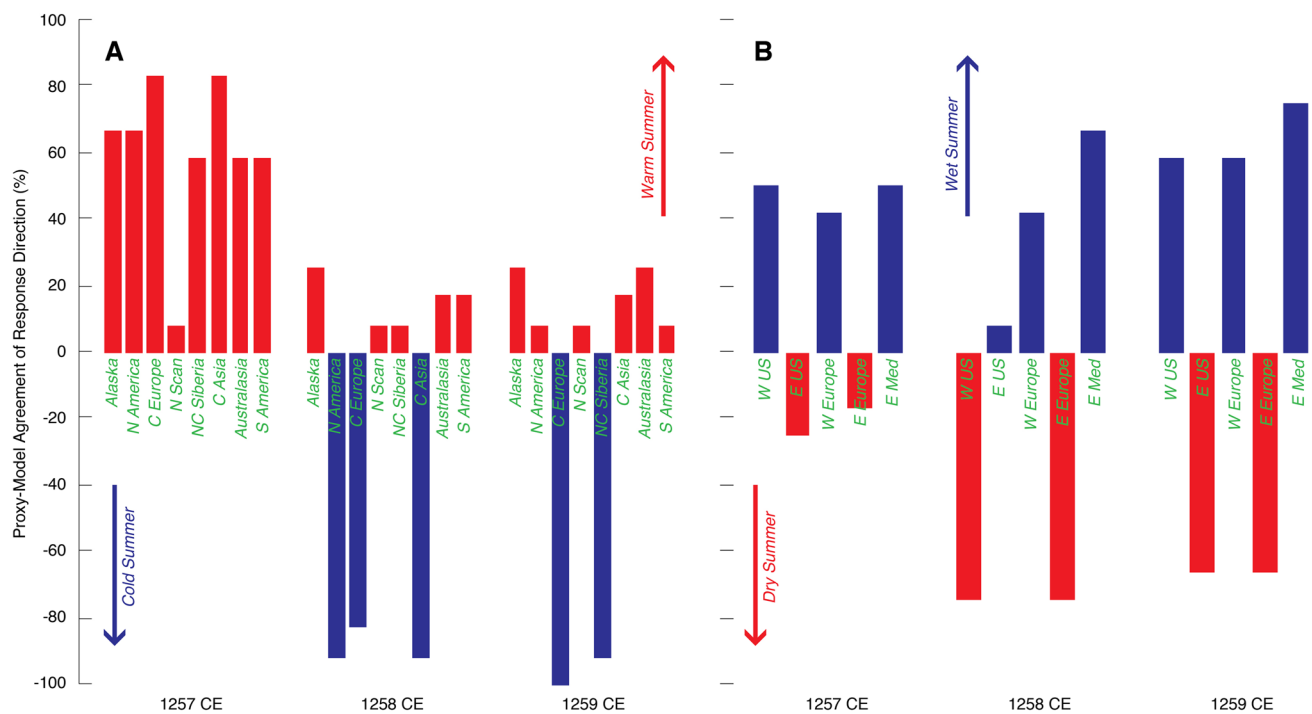 A
B
Proxy-Model Agreement of Response Direction (%)
100
80
60
40
20
0
-20
-40
-60
-80
-100
Warm Summer
Cold Summer
Alaska
N America
C Europe
N Scan
NC Siberia
C Asia
Australasia
S America
Alaska
N America
C Europe
N Scan
NC Siberia
C Asia
Australasia
S America
Alaska
N America
C Europe
N Scan
NC Siberia
C Asia
Australasia
S America
1257 CE
1258 CE
1259 CE
Wet Summer
Dry Summer
W US
E US
W Europe
E Europe
E Med
W US
E US
W Europe
E Europe
E Med
W US
E US
W Europe
E Europe
E Med
1257 CE
1258 CE
1259 CE